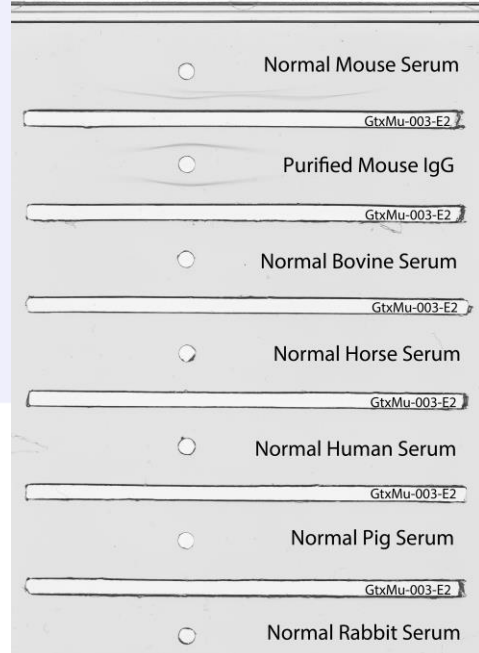 Normal Mouse Serum
GtxMu-003-E2
Purified Mouse IgG
GtxMu-003-E2
Normal Bovine Serum
GtxMu-003-E2
Normal Horse Serum
GtxMu-003-E2
Normal Human Serum
GtxMu-003-E2
Normal Pig Serum
GtxMu-003-E2
Normal Rabbit Serum